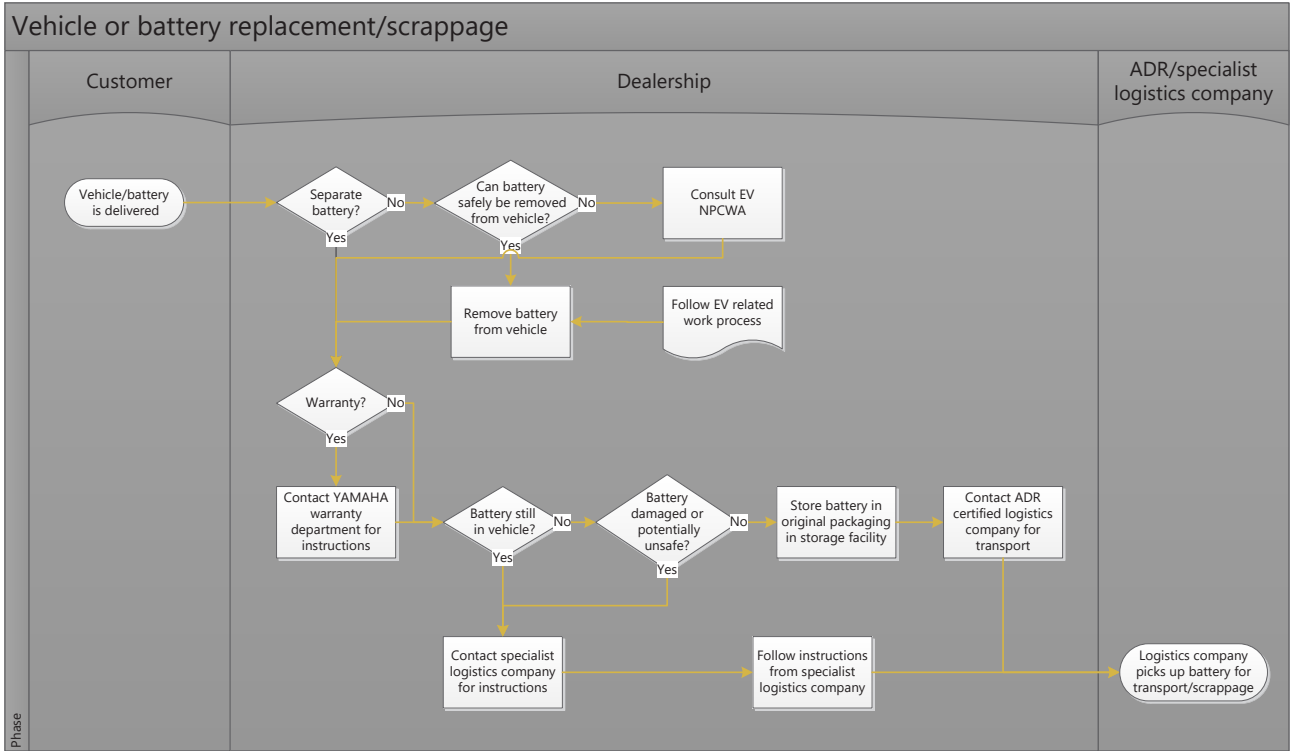 Vehicle or battery replacement/scrappage
Customer
Dealership
ADR/specialist
logistics company
Vehicle/battery
is delivered
Separate
battery?
No
Yes
Can battery
safely be removed
from vehicle?
No
Yes
Consult EV
NPCWA
Remove battery
from vehicle
Follow EV related
work process
Warranty?
No
Yes
Contact YAMAHA
warranty
department for
instructions
Battery still
in vehicle?
No
Yes
Battery
damaged or
potentially
unsafe?
No
Yes
Store battery in
original packaging
in storage facility
Contact ADR
certified logistics
company for
transport
Contact specialist
logistics company
for instructions
Follow instructions
from specialist
logistics company
Logistics company
picks up battery for
transport/scrappage
Phase